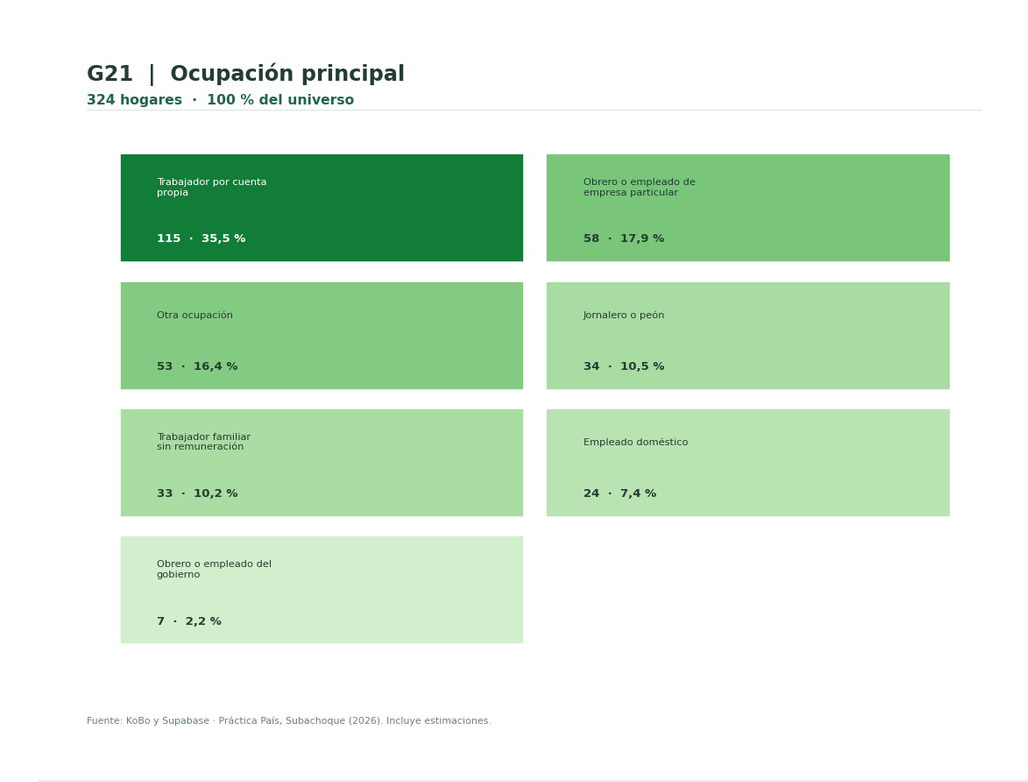 G21 | Ocupación principal
324 hogares · 100 % del universo
Trabajador por cuenta
propia
115 · 35,5 %
Obrero o empleado de
empresa particular
58 · 17,9 %
Otra ocupación
53 · 16,4 %
Jornalero o peón
34 · 10,5 %
Trabajador familiar
sin remuneración
33 · 10,2 %
Empleado doméstico
24 · 7,4 %
Obrero o empleado del
gobierno
7 · 2,2 %
Fuente: KoBo y Supabase · Práctica País, Subachoque (2026). Incluye estimaciones.